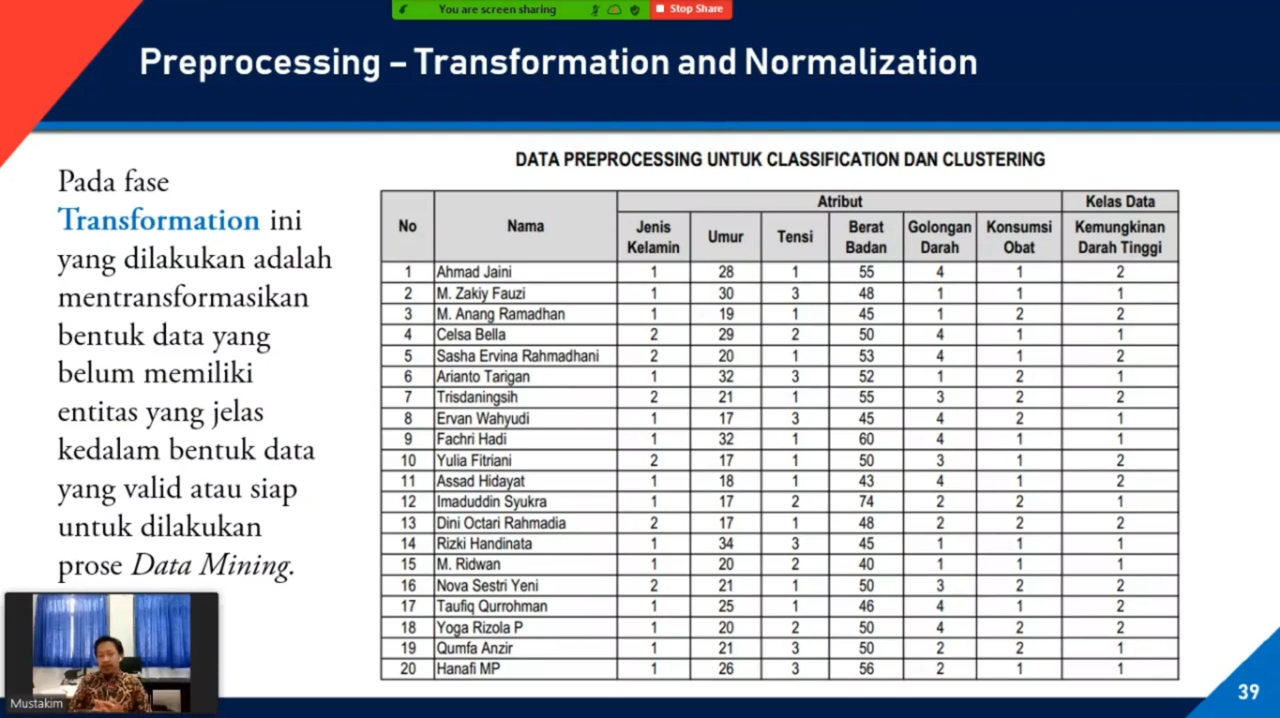 You are screen sharing
Stop Share
Preprocessing – Transformation and Normalization
Pada fase
Transformation ini
yang dilakukan adalah
mentransformasikan
bentuk data yang
belum memiliki
entitas yang jelas
kedalam bentuk data
yang valid atau siap
untuk dilakukan
prose Data Mining.
DATA PREPROCESSING UNTUK CLASSIFICATION DAN CLUSTERING
No Nama Atribut Kelas Data
Jenis Kelamin Umur Tensi Berat Badan Golongan Darah Konsumsi Obat Kemungkinan Darah Tinggi
1 Ahmad Jaini 1 28 1 55 4 1 2
2 M. Zakiy Fauzi 1 30 3 48 1 1 1
3 M. Anang Ramadhan 1 19 1 45 1 2 2
4 Celsa Bella 2 29 2 50 4 1 1
5 Sasha Ervina Rahmadhani 2 20 1 53 4 1 2
6 Arianto Tarigan 1 32 3 52 1 2 1
7 Trisdaningsih 2 21 1 55 3 2 2
8 Ervan Wahyudi 1 17 3 45 4 2 1
9 Fachri Hadi 1 32 1 60 4 1 1
10 Yulia Fitriani 2 17 1 50 3 1 2
11 Assad Hidayat 1 18 1 43 4 1 2
12 Imaduddin Syukra 1 17 2 74 2 2 1
13 Dini Octari Rahmadia 2 17 1 48 2 2 2
14 Rizki Handinata 1 34 3 45 1 1 1
15 M. Ridwan 1 20 2 40 1 1 1
16 Nova Sestri Yeni 2 21 1 50 3 2 2
17 Taufiq Qurrohman 1 25 1 46 4 1 2
18 Yoga Rizola P 1 20 2 50 4 2 2
19 Qumfa Anzir 1 21 3 50 2 2 1
20 Hanafi MP 1 26 3 56 2 1 1
Mustakim
39